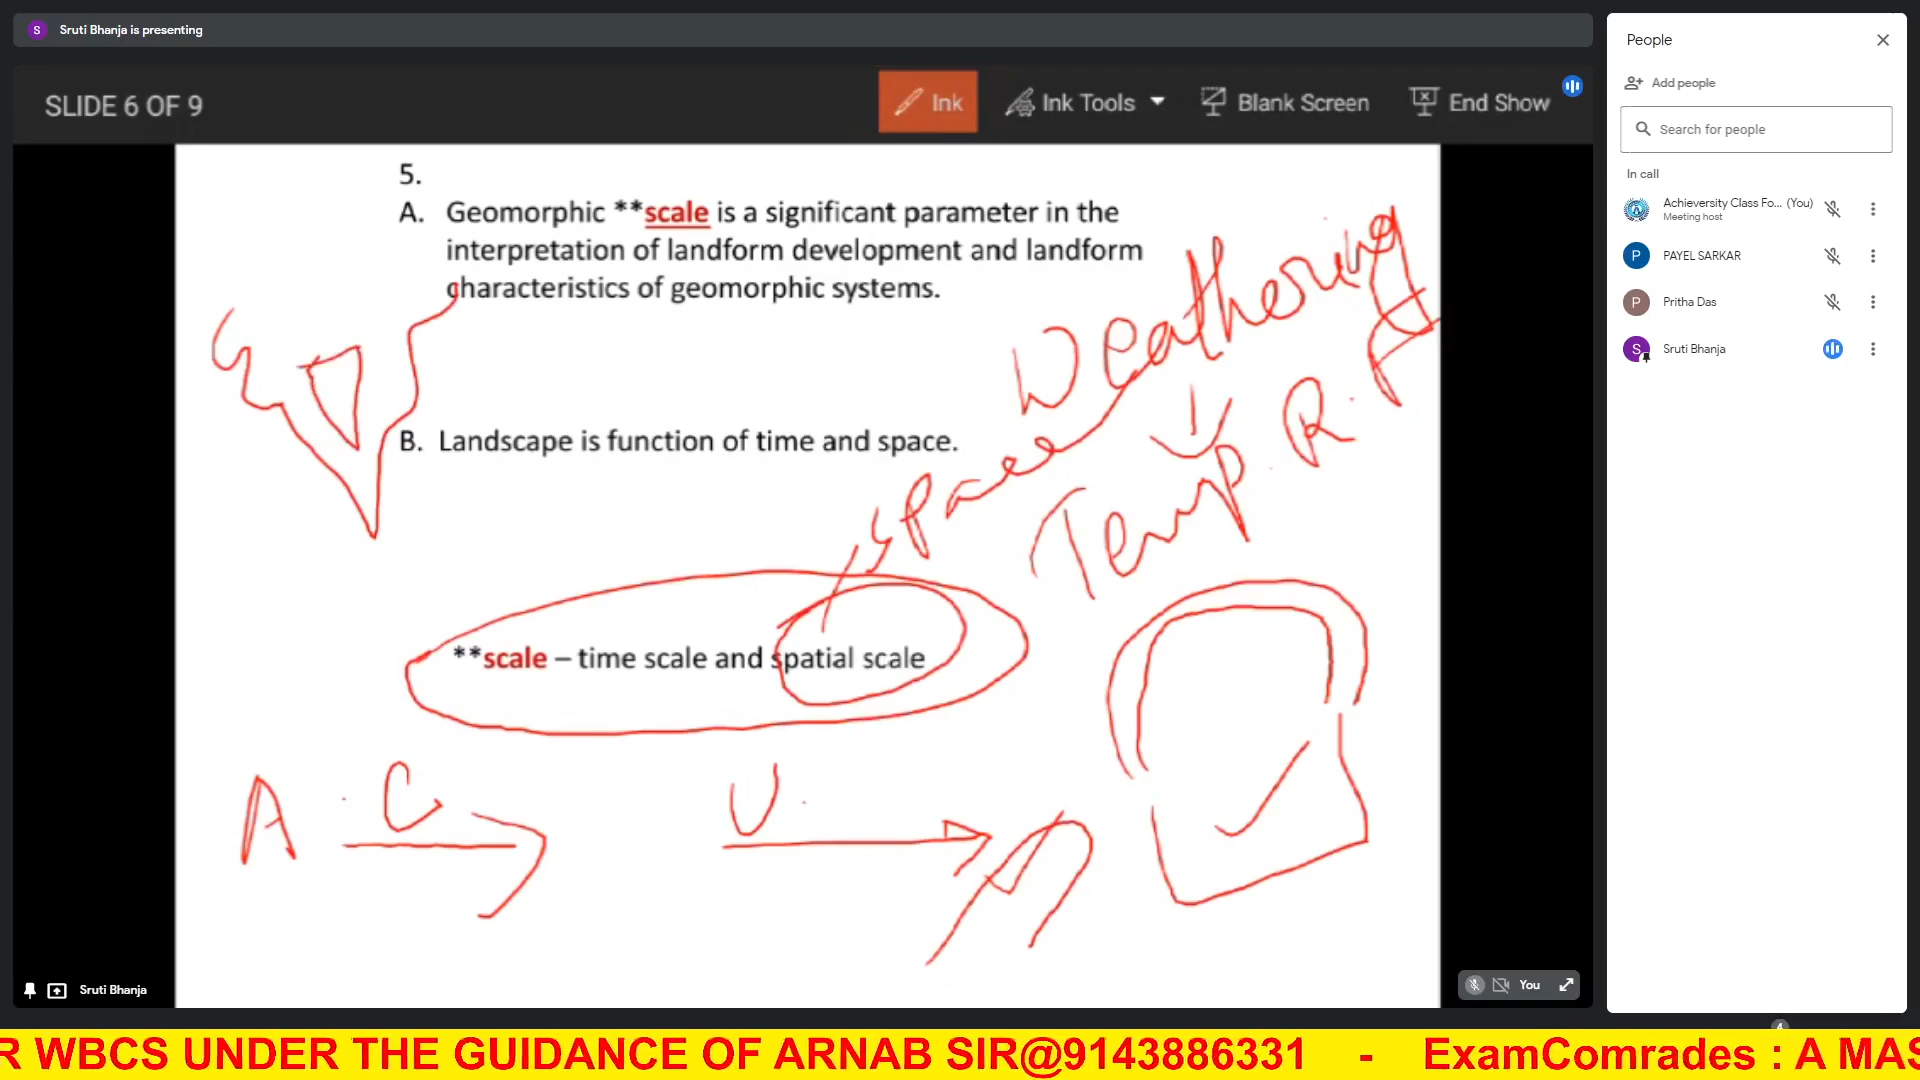 S Sruti Bhanja is presenting
SLIDE 6 OF 9
Ink
Ink Tools
Blank Screen
End Show
5.
A. Geomorphic **scale is a significant parameter in the
interpretation of landform development and landform
characteristics of geomorphic systems.
Weathering
B. Landscape is function of time and space.
R.F
Space
Temp.
**scale – time scale and spatial scale
A
C
U
Sruti Bhanja
You
People
Add people
Search for people
In call
Achieversity Class Fo... (You)
Meeting host
P PAYEL SARKAR
P Pritha Das
S Sruti Bhanja
4
R WBCS UNDER THE GUIDANCE OF ARNAB SIR@9143886331 - ExamComrades : A MAS